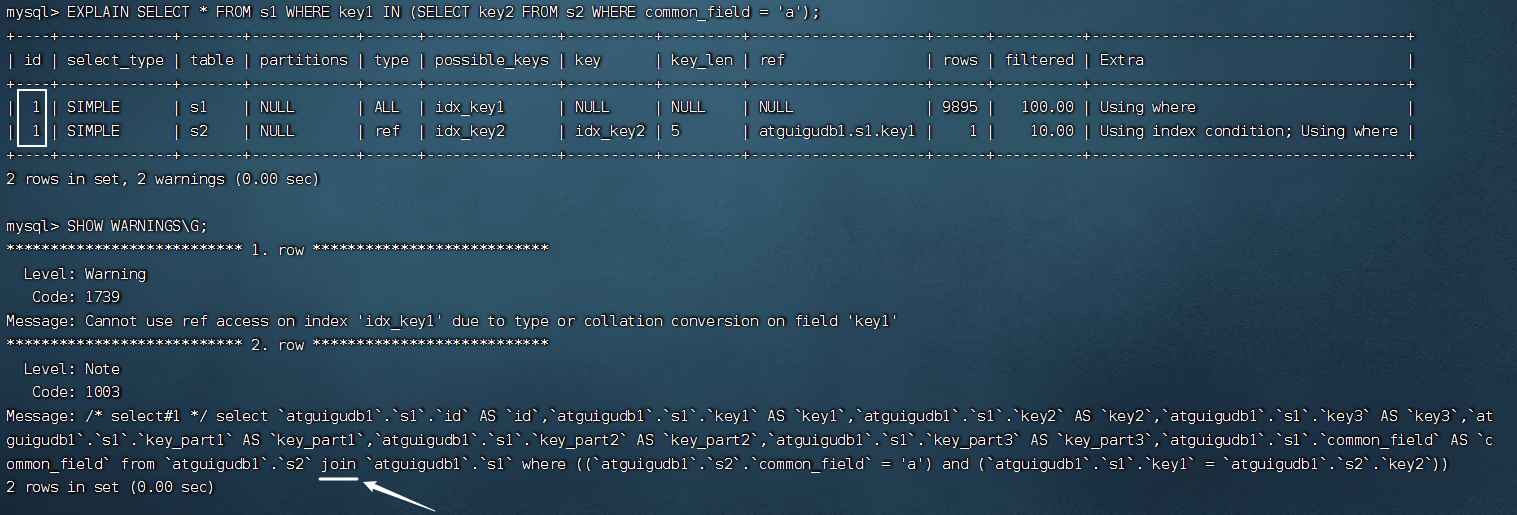 mysql> EXPLAIN SELECT * FROM s1 WHERE key1 IN (SELECT key2 FROM s2 WHERE common_field = 'a');
+----+-------------+-------+------------+------+---------------+----------+---------+-------------------+------+----------+------------------------------------+
| id | select_type | table | partitions | type | possible_keys | key      | key_len | ref               | rows | filtered | Extra                              |
+----+-------------+-------+------------+------+---------------+----------+---------+-------------------+------+----------+------------------------------------+
| 1 | SIMPLE      | s1    | NULL       | ALL  | idx_key1      | NULL     | NULL    | NULL              | 9895 | 100.00 | Using where                        |
| 1 | SIMPLE      | s2    | NULL       | ref  | idx_key2      | idx_key2 | 5       | atguigudb1.s1.key1 | 1 | 10.00 | Using index condition; Using where |
+----+-------------+-------+------------+------+---------------+----------+---------+-------------------+------+----------+------------------------------------+
2 rows in set, 2 warnings (0.00 sec)
mysql> SHOW WARNINGS\G;
*************************** 1. row ***************************
Level: Warning
Code: 1739
Message: Cannot use ref access on index 'idx_key1' due to type or collation conversion on field 'key1'
*************************** 2. row ***************************
Level: Note
Code: 1003
Message: /* select#1 */ select `atguigudb1`.`s1`.`id` AS `id`,`atguigudb1`.`s1`.`key1` AS `key1`,`atguigudb1`.`s1`.`key2` AS `key2`,`atguigudb1`.`s1`.`key3` AS `key3`,`at
guigudb1`.`s1`.`key_part1` AS `key_part1`,`atguigudb1`.`s1`.`key_part2` AS `key_part2`,`atguigudb1`.`s1`.`key_part3` AS `key_part3`,`atguigudb1`.`s1`.`common_field` AS `c
ommon_field` from `atguigudb1`.`s2` join `atguigudb1`.`s1` where ((`atguigudb1`.`s2`.`common_field` = 'a') and (`atguigudb1`.`s1`.`key1` = `atguigudb1`.`s2`.`key2`))
2 rows in set (0.00 sec)